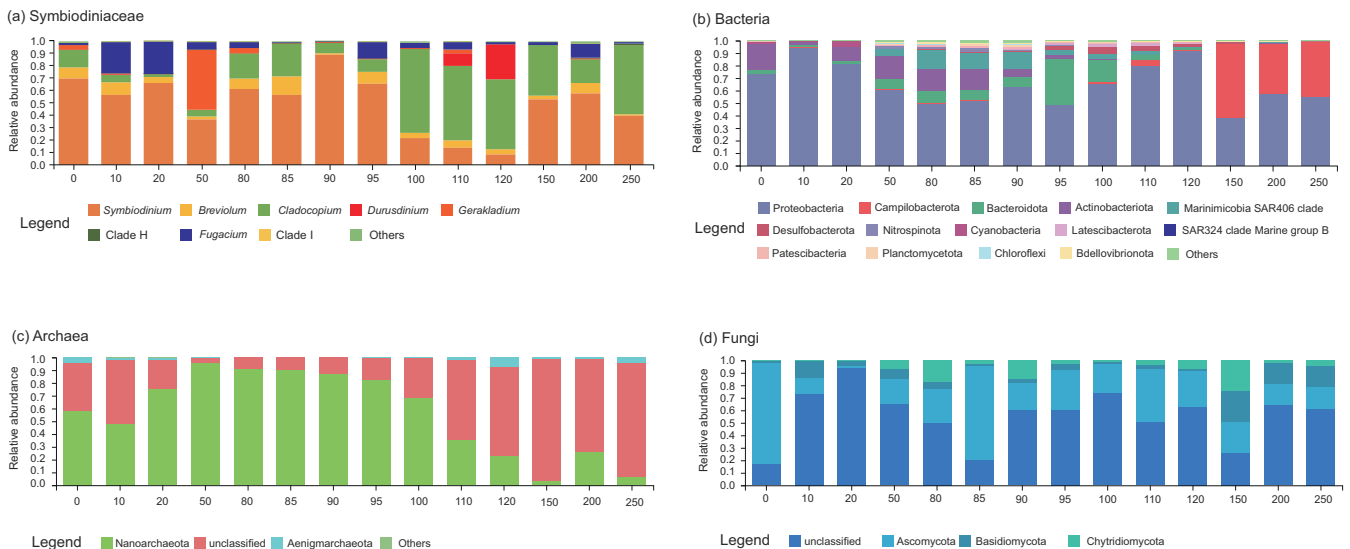 (a) Symbiodiniaceae
Relative abundance
1.0
0.9
0.8
0.7
0.6
0.5
0.4
0.3
0.2
0.1
0.0
0 10 20 50 80 85 90 95 100 110 120 150 200 250
Legend
Symbiodinium Breviolum Cladocopium Durusdinium Gerakladium
Clade H Fugacium Clade I Others
(b) Bacteria
Relative abundance
1.0
0.9
0.8
0.7
0.6
0.5
0.4
0.3
0.2
0.1
0.0
0 10 20 50 80 85 90 95 100 110 120 150 200 250
Legend
Proteobacteria Campilobacterota Bacteroidota Actinobacteriota Marinimicobia SAR406 clade
Desulfobacterota Nitrospinota Cyanobacteria Latescibacterota SAR324 clade Marine group B
Patescibacteria Planctomycetota Chloroflexi Bdellovibrionota Others
(c) Archaea
Relative abundance
1.0
0.9
0.8
0.7
0.6
0.5
0.4
0.3
0.2
0.1
0.0
0 10 20 50 80 85 90 95 100 110 120 150 200 250
Legend Nanoarchaeota unclassified Aenigmarchaeota Others
(d) Fungi
Relative abundance
1.0
0.9
0.8
0.7
0.6
0.5
0.4
0.3
0.2
0.1
0.0
0 10 20 50 80 85 90 95 100 110 120 150 200 250
Legend unclassified Ascomycota Basidiomycota Chytridiomycota